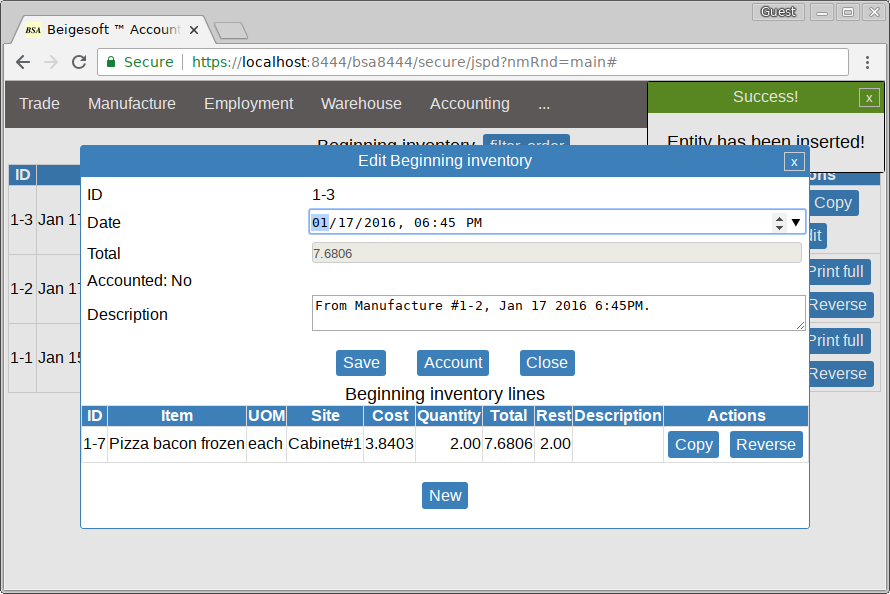 Guest
BSA Beigesoft ™ Account
Secure https://localhost:8444/bsa8444/secure/jspd?nmRnd=main#
Trade Manufacture Employment Warehouse Accounting ...
Success! x
Entity has been inserted!
Beginning inventory filter-order
Edit Beginning inventory x
ID
ID 1-3
Date 01/17/2016, 06:45 PM
Total 7.6806
Accounted: No
Description From Manufacture #1-2, Jan 17 2016 6:45PM.
Save Account Close
Beginning inventory lines
ID Item UOM Site Cost Quantity Total Rest Description Actions
1-7 Pizza bacon frozen each Cabinet#1 3.8403 2.00 7.6806 2.00 Copy Reverse
New
1-3 Jan 17 Copy
1-2 Jan 17 Print full
Reverse
1-1 Jan 15 Print full
Reverse